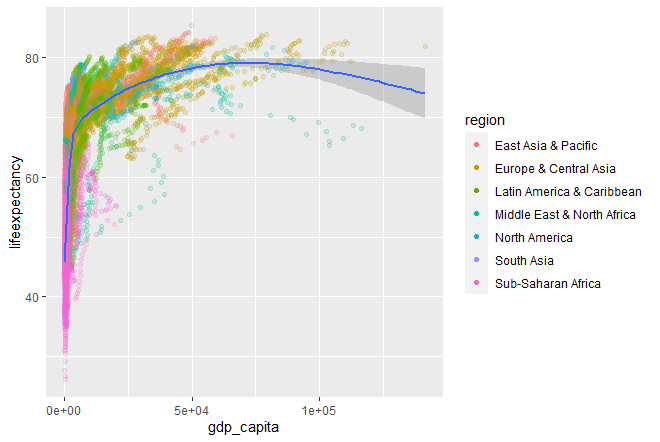 80
60
40
lifeexpectancy
0e+00
5e+04
1e+05
gdp_capita
region
East Asia & Pacific
Europe & Central Asia
Latin America & Caribbean
Middle East & North Africa
North America
South Asia
Sub-Saharan Africa